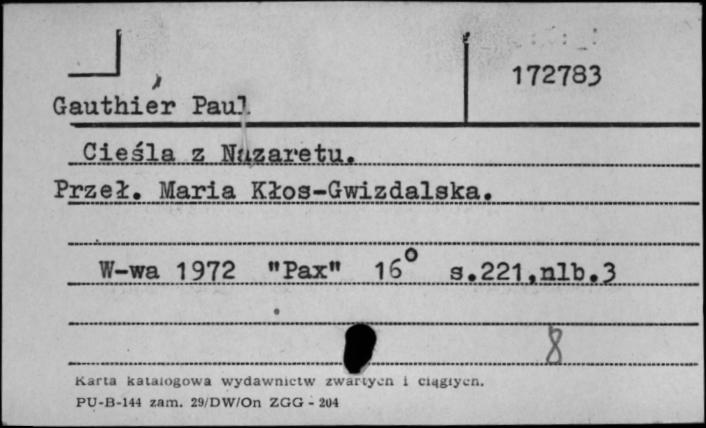 172783
Gauthier Paul
Cieśla z Nazaretu.
Przeł. Maria Kłos-Gwizdalska.
W-wa 1972 "Pax" 16° s.221,nlb.3
8
Karta katalogowa wydawnictw zwartych i ciągłych.
PU-B-144 zam. 29/DW/On ZGG - 204